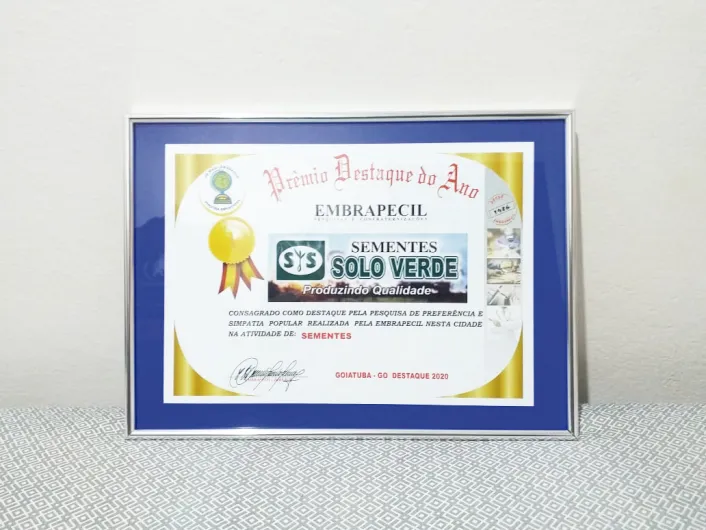 Prêmio Destaque do Ano
EMBRAPECIL
SYS
SEMENTES
SOLO VERDE
Produzindo Qualidade
CONSAGRADO COMO DESTAQUE PELA PESQUISA DE PREFERÊNCIA E
SIMPATIA POPULAR REALIZADA PELA EMBRAPECIL NESTA CIDADE
NA ATIVIDADE DE: SEMENTES
GOIATUBA - GO DESTAQUE 2020